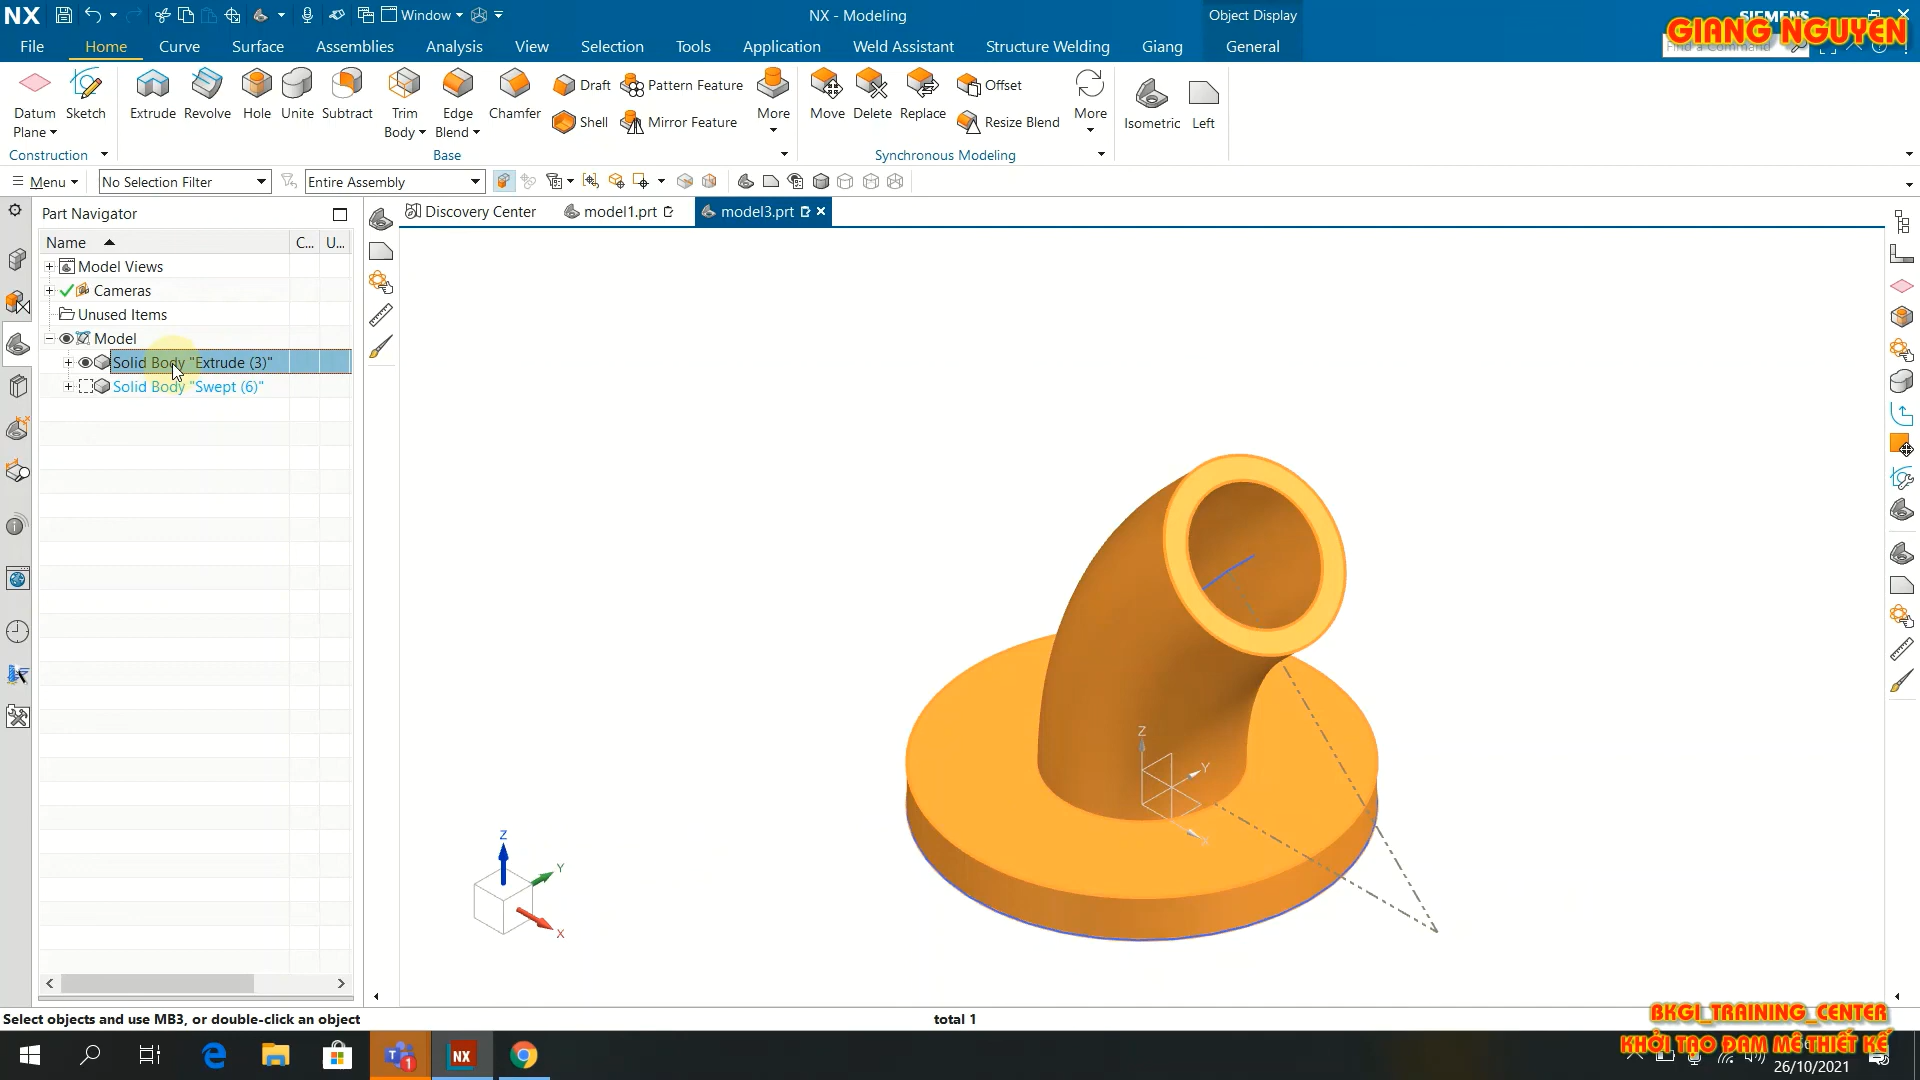 NX
Window
NX - Modeling
Object Display
SIEMENS
GIANG NGUYEN
File Home Curve Surface Assemblies Analysis View Selection Tools Application Weld Assistant Structure Welding Giang General
Find a Command
Datum Plane
Sketch
Extrude
Revolve
Hole
Unite
Subtract
Trim Body
Edge Blend
Chamfer
Draft
Shell
Pattern Feature
Mirror Feature
More
Move
Delete
Replace
Offset
Resize Blend
More
Isometric
Left
Construction
Base
Synchronous Modeling
Menu
No Selection Filter
Entire Assembly
Part Navigator
Discovery Center
model1.prt
model3.prt
Name C... U...
Model Views
Cameras
Unused Items
Model
Solid Body "Extrude (3)"
Solid Body "Swept (6)"
Z
Y
X
Z
Y
X
Select objects and use MB3, or double-click an object
total 1
BKGI_TRAINING_CENTER
KHỞI TẠO ĐAM MÊ THIẾT KẾ
NX
26/10/2021